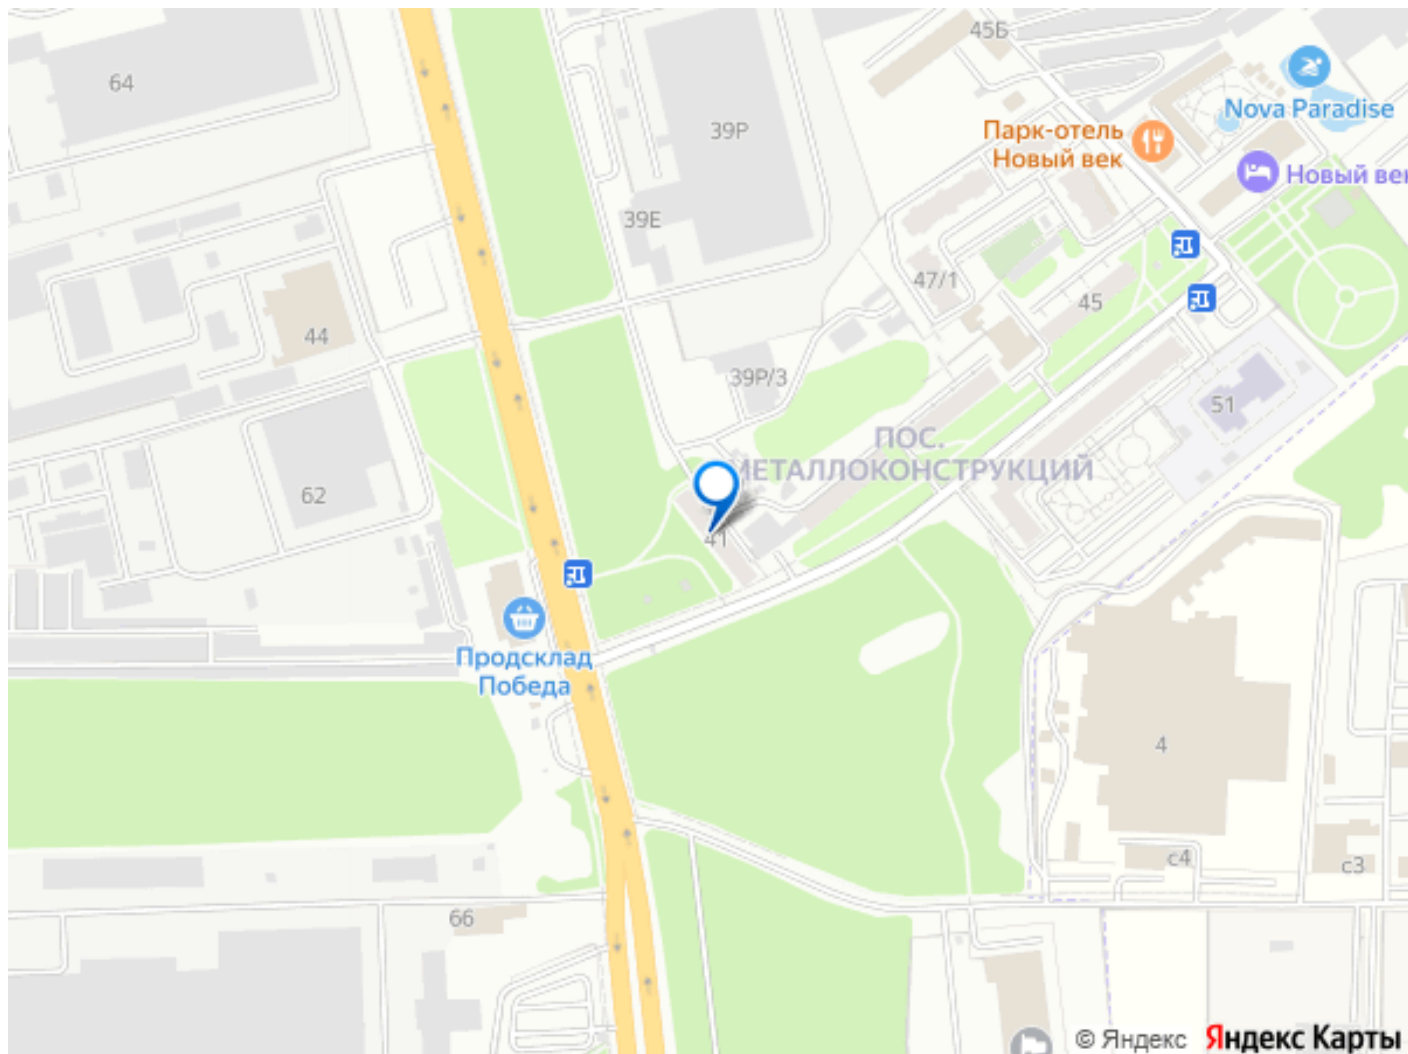 45Б
64
Nova Paradise
39Р
Парк-отель
Новый век
Новый век
39Е
47/1
45
44
39Р/3
51
ПОС.
МЕТАЛЛОКОНСТРУКЦИЙ
62
41
Продсклад
Победа
4
с4
с3
66
© Яндекс Яндекс Карты